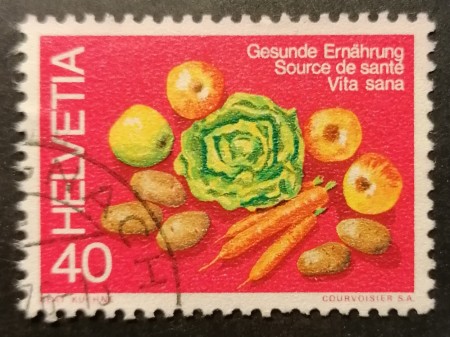 Gesunde Ernährung
Source de santé
Vita sana
HELVETIA
40
COURVOISIER S.A.